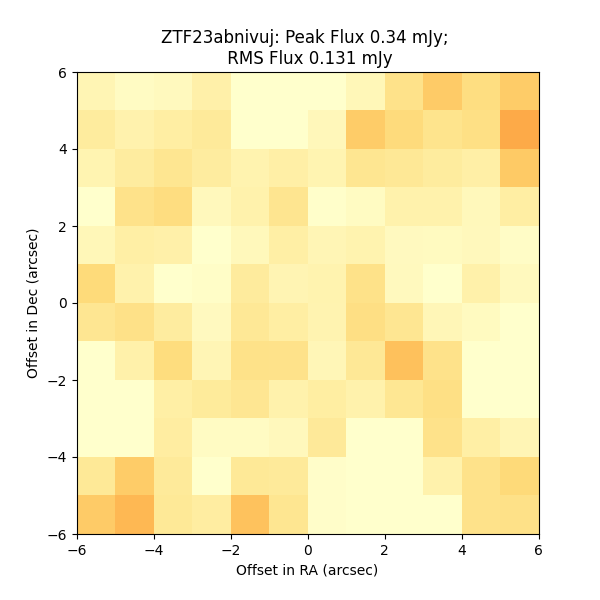 ZTF23abnivuj: Peak Flux 0.34 mJy;
RMS Flux 0.131 mJy
6
4
2
0
−2
−4
−6
Offset in Dec (arcsec)
−6 −4 −2 0 2 4 6
Offset in RA (arcsec)